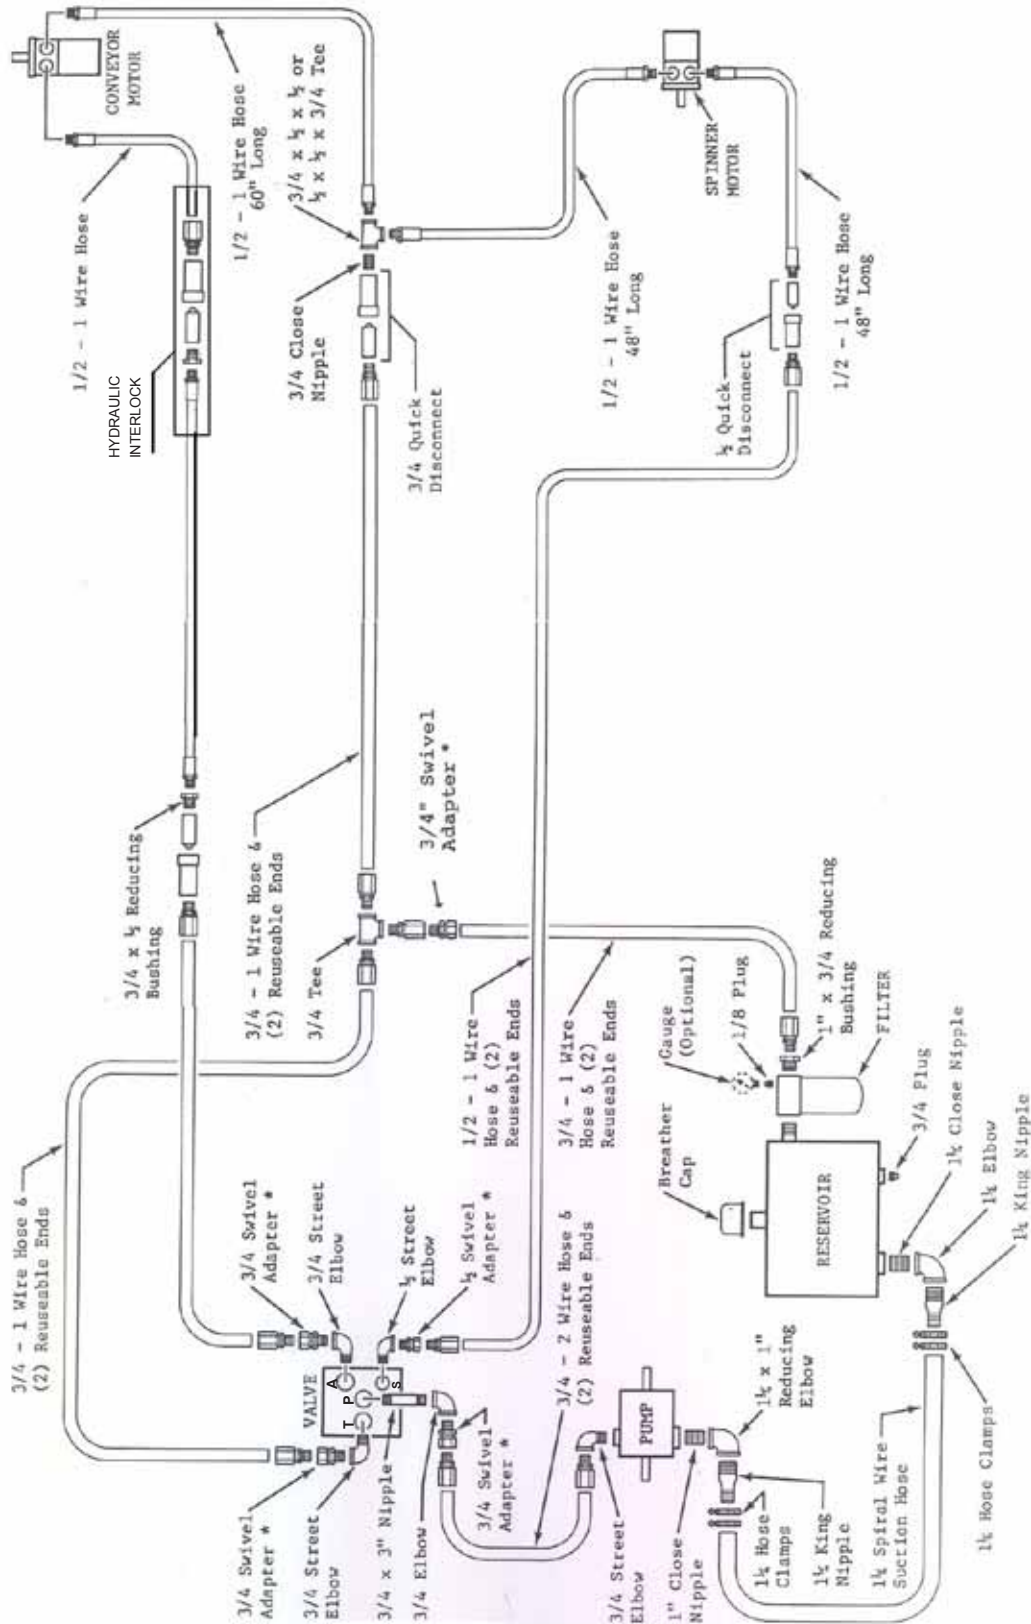 3/4 - 1 Wire Hose &
(2) Reuseable Ends
3/4 x ½ Reducing
Bushing
HYDRAULIC
INTERLOCK
1/2 - 1 Wire Hose
CONVEYOR
MOTOR
3/4 Swivel
Adapter *
3/4 Street
Elbow
3/4 - 1 Wire Hose &
(2) Reuseable Ends
3/4 Tee
3/4 Close
Nipple
1/2 - 1 Wire Hose
60" Long
3/4 x ½ x ½ or
½ x ½ x 3/4 Tee
VALVE
T
P
A
S
3/4 Swivel
Adapter *
3/4 Street
Elbow
3/4 x 3" Nipple
3/4 Elbow
½ Street
Elbow
½ Swivel
Adapter *
3/4" Swivel
Adapter *
3/4 Quick
Disconnect
3/4 Swivel
Adapter *
1/2 - 1 Wire
Hose & (2)
Reuseable Ends
3/4 - 1 Wire
Hose & (2)
Reuseable Ends
1/2 - 1 Wire Hose
48" Long
SPINNER
MOTOR
3/4 - 2 Wire Hose &
(2) Reuseable Ends
Breather
Cap
Gauge
(Optional)
1/8 Plug
1" x 3/4 Reducing
Bushing
FILTER
½ Quick
Disconnect
1/2 - 1 Wire Hose
48" Long
3/4 Street
Elbow
1" Close
Nipple
PUMP
1¼ x 1"
Reducing
Elbow
RESERVOIR
3/4 Plug
1¼ Close Nipple
1¼ Elbow
1¼ King Nipple
1¼ Hose
Clamps
1¼ King
Nipple
1¼ Spiral Wire
Suction Hose
1¼ Hose Clamps